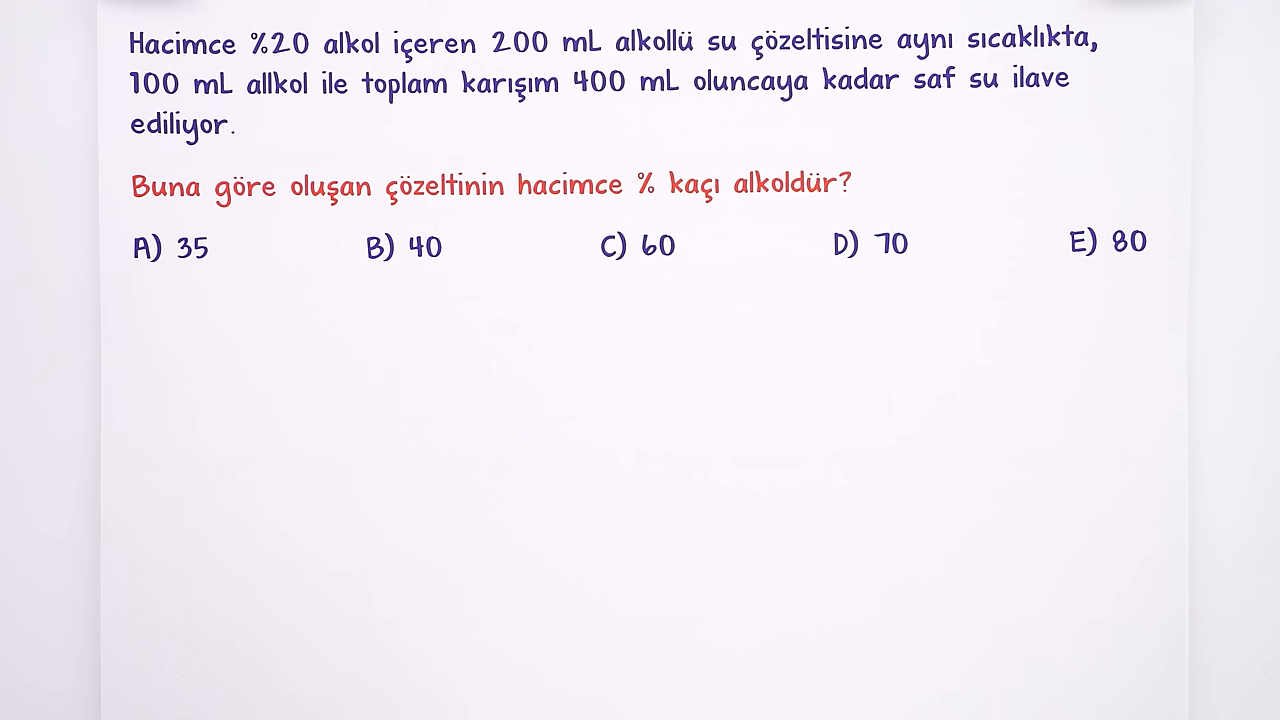 Hacimce %20 alkol içeren 200 mL alkollü su çözeltisine aynı sıcaklıkta,
100 mL allkol ile toplam karışım 400 mL oluncaya kadar saf su ilave
ediliyor.
Buna göre oluşan çözeltinin hacimce % kaçı alkoldür?
A) 35 B) 40 C) 60 D) 70 E) 80